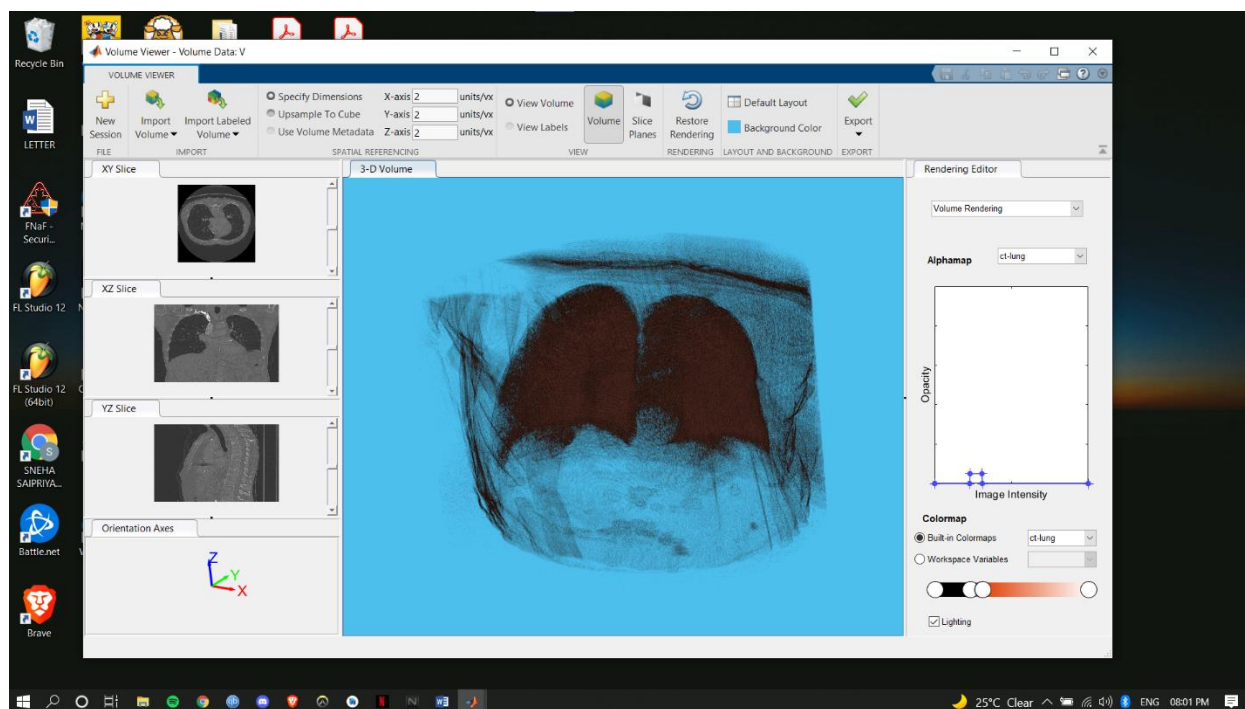 Recycle Bin
LETTER
FNaF -
Securi...
FL Studio 12
FL Studio 12
(64bit)
SNEHA
SAIPRIYA...
Battle.net
Brave
Volume Viewer - Volume Data: V
VOLUME VIEWER
New
Session
Import
Volume
Import Labeled
Volume
Specify Dimensions
Upsample To Cube
Use Volume Metadata
X-axis 2 units/vx
Y-axis 2 units/vx
Z-axis 2 units/vx
View Volume
View Labels
Volume
Slice
Planes
Restore
Rendering
Default Layout
Background Color
Export
FILE IMPORT SPATIAL REFERENCING VIEW RENDERING LAYOUT AND BACKGROUND EXPORT
XY Slice
XZ Slice
YZ Slice
Orientation Axes
Z
Y
X
3-D Volume
Rendering Editor
Volume Rendering
Alphamap ct-lung
Opacity
Image Intensity
Colormap
Built-in Colormaps ct-lung
Workspace Variables
Lighting
25°C Clear ENG 08:01 PM